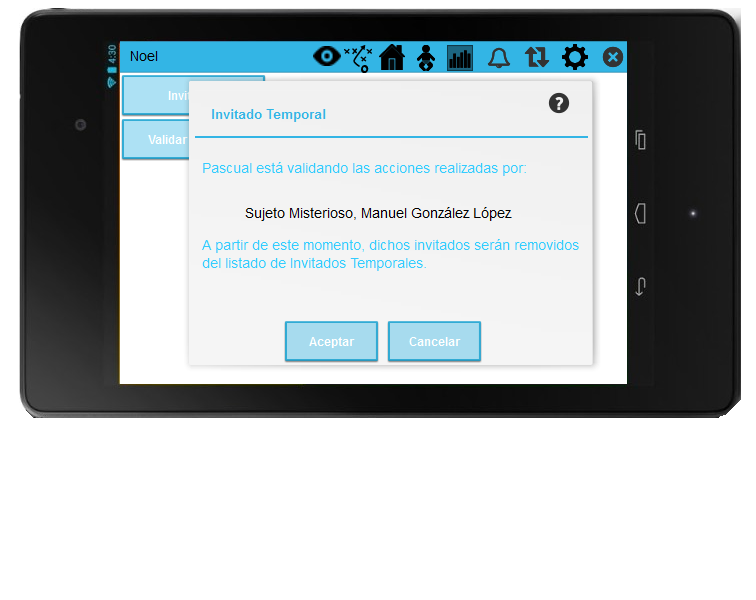 4:30
Noel
Invi
Validar
?
Invitado Temporal
Pascual está validando las acciones realizadas por:
Sujeto Misterioso, Manuel González López
A partir de este momento, dichos invitados serán removidos
del listado de Invitados Temporales.
Aceptar
Cancelar